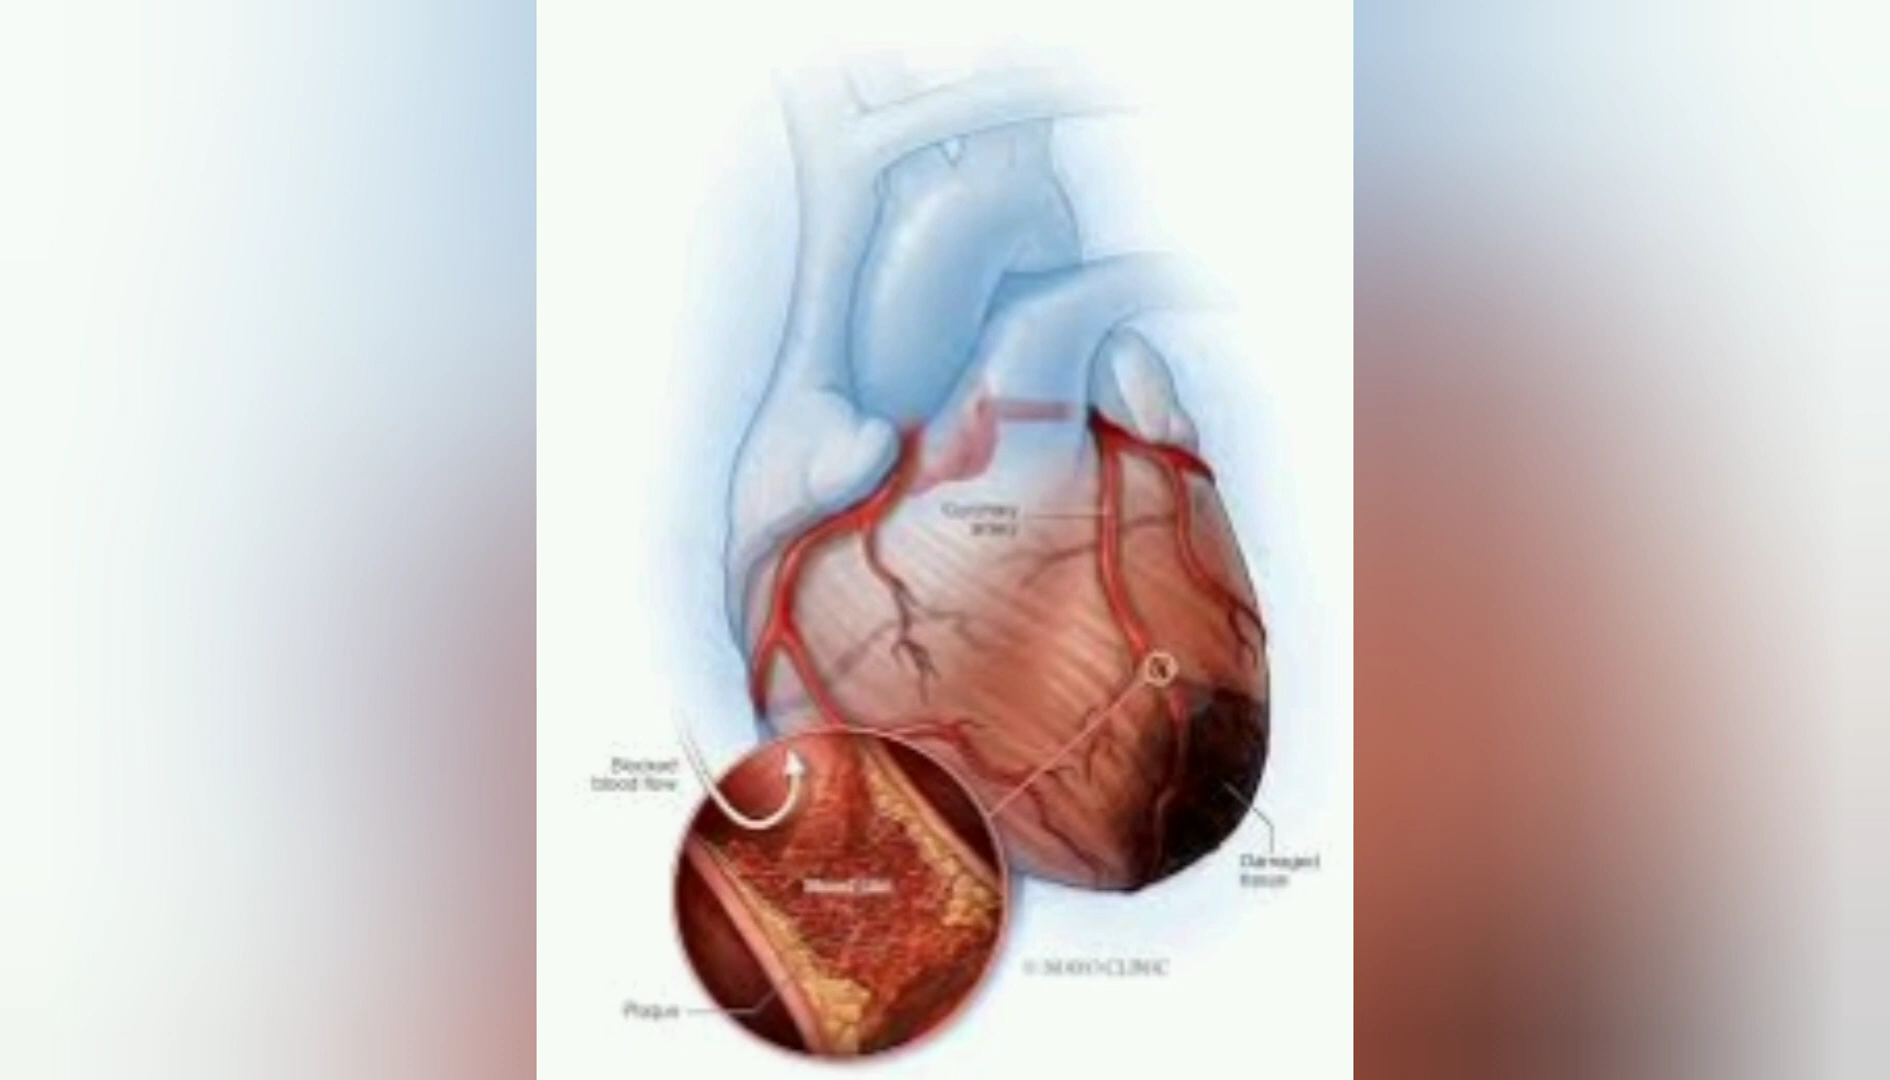 Coronary
artery
Blocked
blood flow
Blood clot
Damaged
tissue
© MAYO CLINIC
Plaque